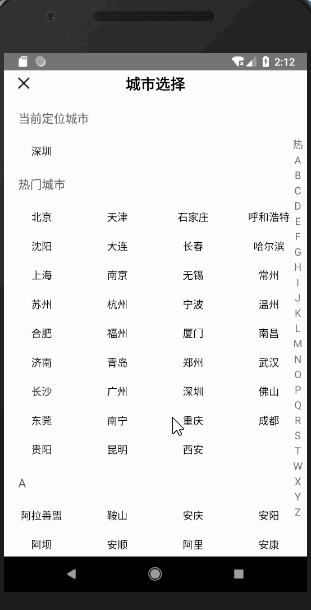 2:12
城市选择
当前定位城市
深圳
热门城市
北京 天津 石家庄 呼和浩特
沈阳 大连 长春 哈尔滨
上海 南京 无锡 常州
苏州 杭州 宁波 温州
合肥 福州 厦门 南昌
济南 青岛 郑州 武汉
长沙 广州 深圳 佛山
东莞 南宁 重庆 成都
贵阳 昆明 西安
A
阿拉善盟 鞍山 安庆 安阳
阿坝 安顺 阿里 安康
热
A
B
C
D
E
F
G
H
I
J
K
L
M
N
O
P
Q
R
S
T
W
X
Y
Z